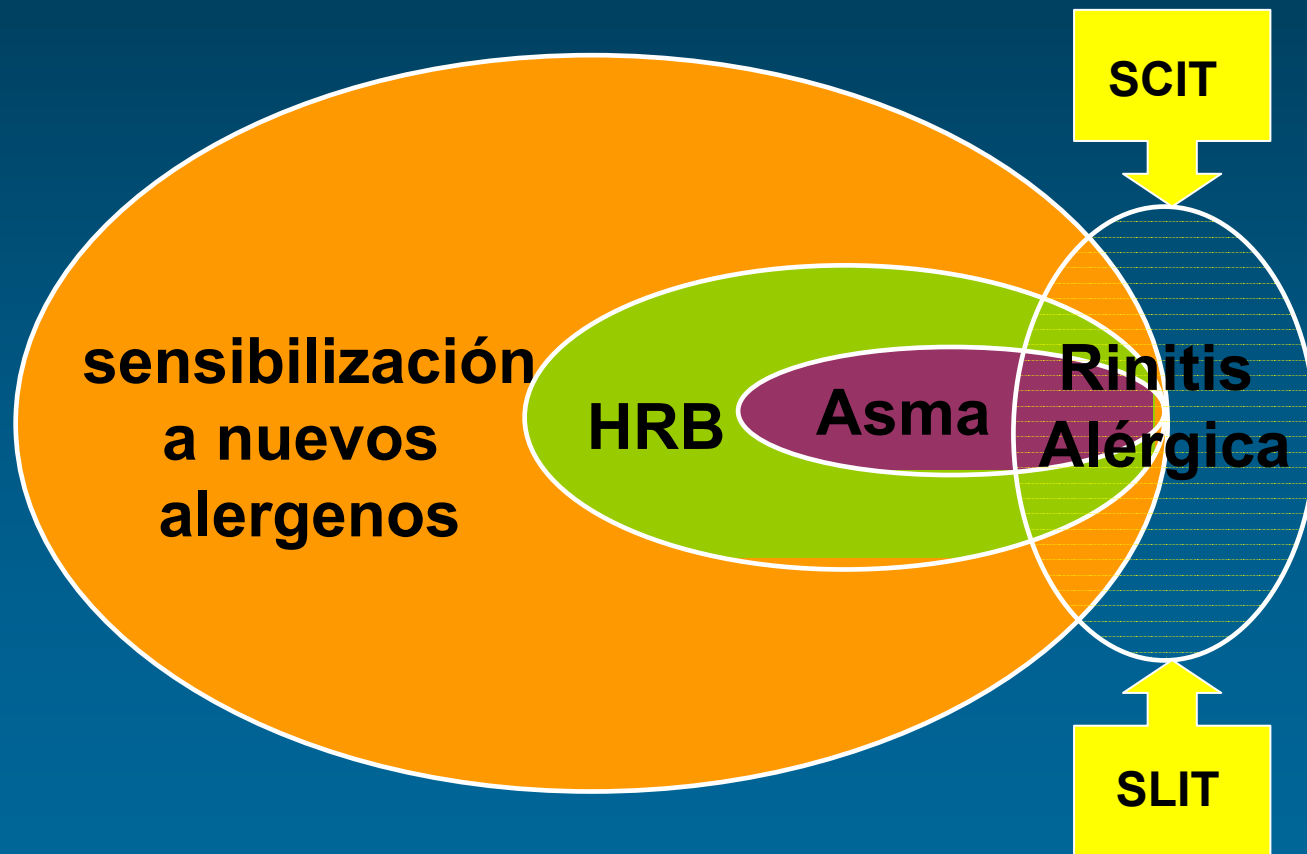 SCIT
sensibilización
a nuevos
alergenos
HRB
Asma
Rinitis
Alérgica
SLIT